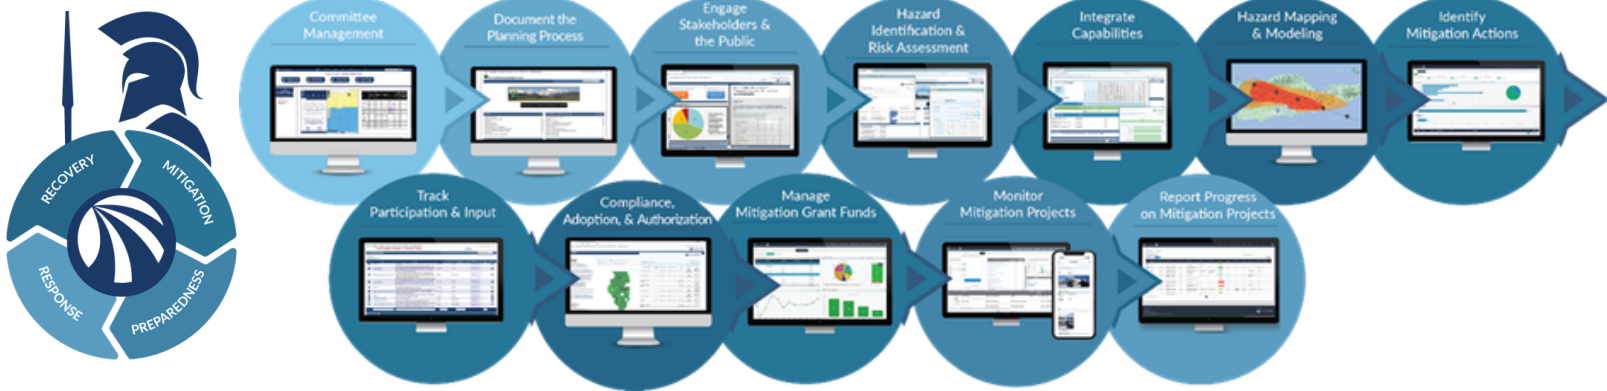 RECOVERY
MITIGATION
RESPONSE
PREPAREDNESS
Committee
Management
Document the
Planning Process
Engage
Stakeholders &
the Public
Hazard
Identification &
Risk Assessment
Integrate
Capabilities
Hazard Mapping
& Modeling
Identify
Mitigation Actions
Track
Participation & Input
Compliance,
Adoption, & Authorization
Manage
Mitigation Grant Funds
Monitor
Mitigation Projects
Report Progress
on Mitigation Projects